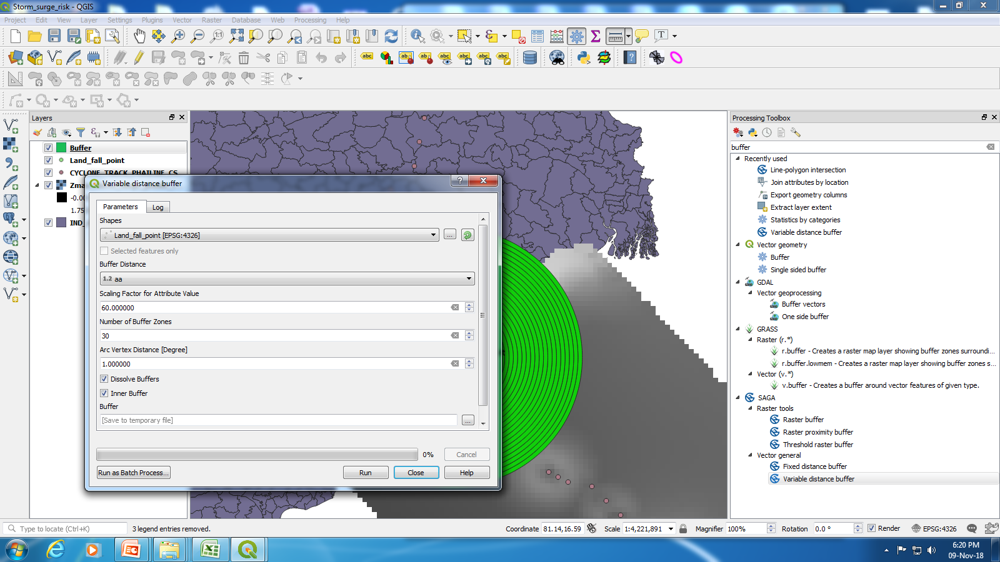 Storm_surge_risk - QGIS
Project Edit View Layer Settings Plugins Vector Raster Database Web Processing Help
Layers
Buffer
Land_fall_point
CYCLONE_TRACK_PHAILINE_CS
Zma
-0.00
1.75
IND_
Variable distance buffer
Parameters
Log
Shapes
Land_fall_point [EPSG:4326]
Selected features only
Buffer Distance
1.2 aa
Scaling Factor for Attribute Value
60.000000
Number of Buffer Zones
30
Arc Vertex Distance [Degree]
1.000000
Dissolve Buffers
Inner Buffer
Buffer
[Save to temporary file]
0%
Cancel
Run as Batch Process...
Run
Close
Help
Processing Toolbox
buffer
Recently used
Line-polygon intersection
Join attributes by location
Export geometry columns
Extract layer extent
Statistics by categories
Variable distance buffer
Vector geometry
Buffer
Single sided buffer
GDAL
Vector geoprocessing
Buffer vectors
One side buffer
GRASS
Raster (r.*)
r.buffer - Creates a raster map layer showing buffer zones surroundi...
r.buffer.lowmem - Creates a raster map layer showing buffer zones s...
Vector (v.*)
v.buffer - Creates a buffer around vector features of given type.
SAGA
Raster tools
Raster buffer
Raster proximity buffer
Threshold raster buffer
Vector general
Fixed distance buffer
Variable distance buffer
Type to locate (Ctrl+K)
3 legend entries removed.
Coordinate 81.14,16.59
Scale 1:4,221,891
Magnifier 100%
Rotation 0.0 °
Render
EPSG:4326
6:20 PM
09-Nov-18